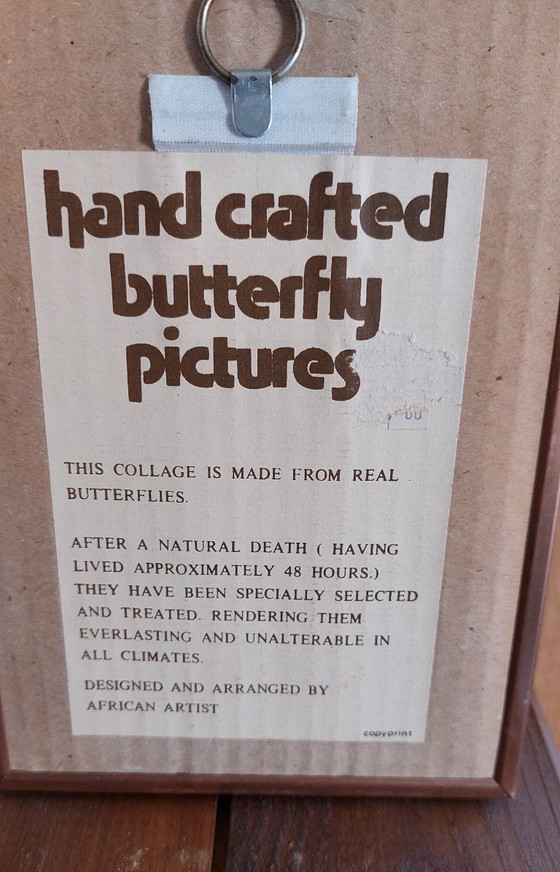 hand crafted
butterfly
pictures
00
THIS COLLAGE IS MADE FROM REAL
BUTTERFLIES.
AFTER A NATURAL DEATH ( HAVING
LIVED APPROXIMATELY 48 HOURS.)
THEY HAVE BEEN SPECIALLY SELECTED
AND TREATED. RENDERING THEM
EVERLASTING AND UNALTERABLE IN
ALL CLIMATES.
DESIGNED AND ARRANGED BY
AFRICAN ARTIST
copyprint